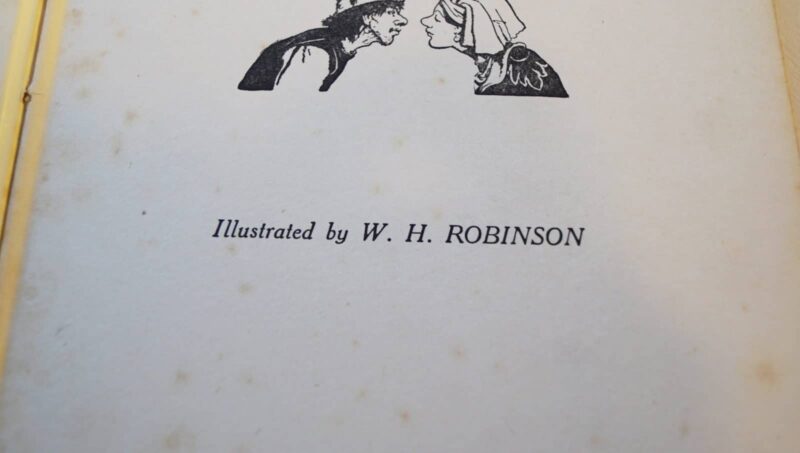 Illustrated by W. H. ROBINSON